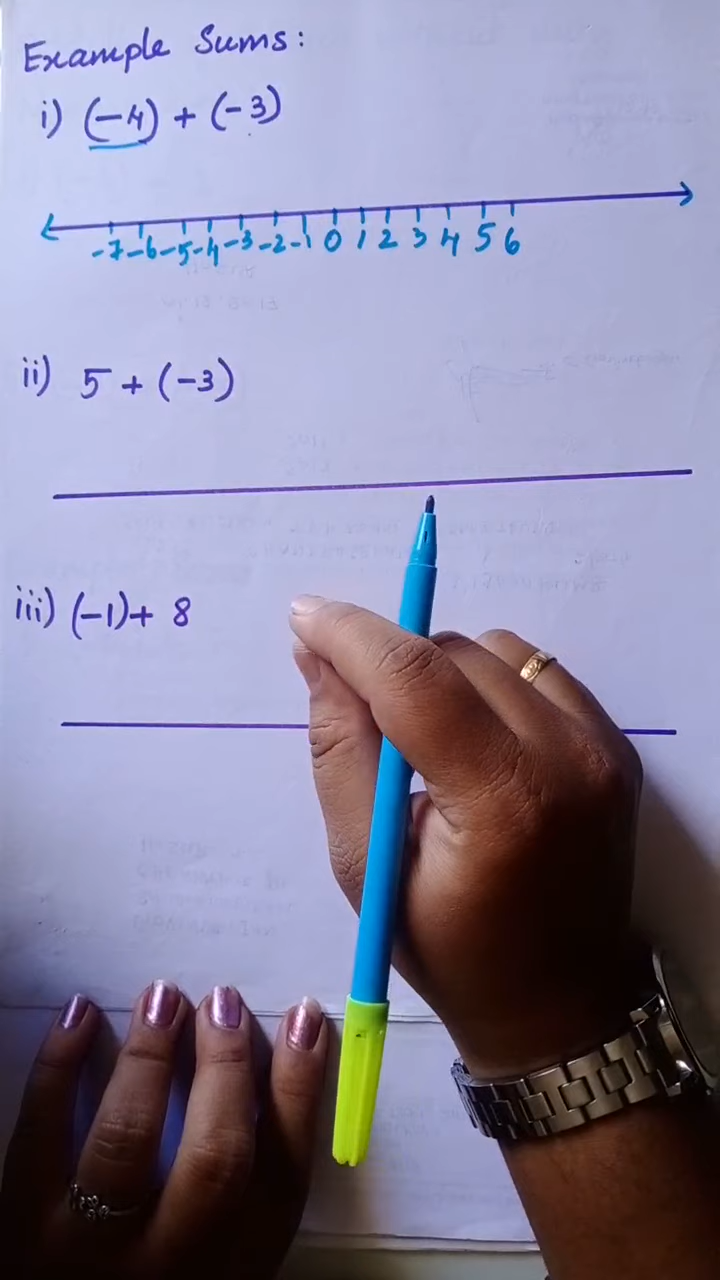 Example Sums:
i) (-4) + (-3)
-7 -6 -5 -4 -3 -2 -1 0 1 2 3 4 5 6
ii) 5 + (-3)
iii) (-1) + 8